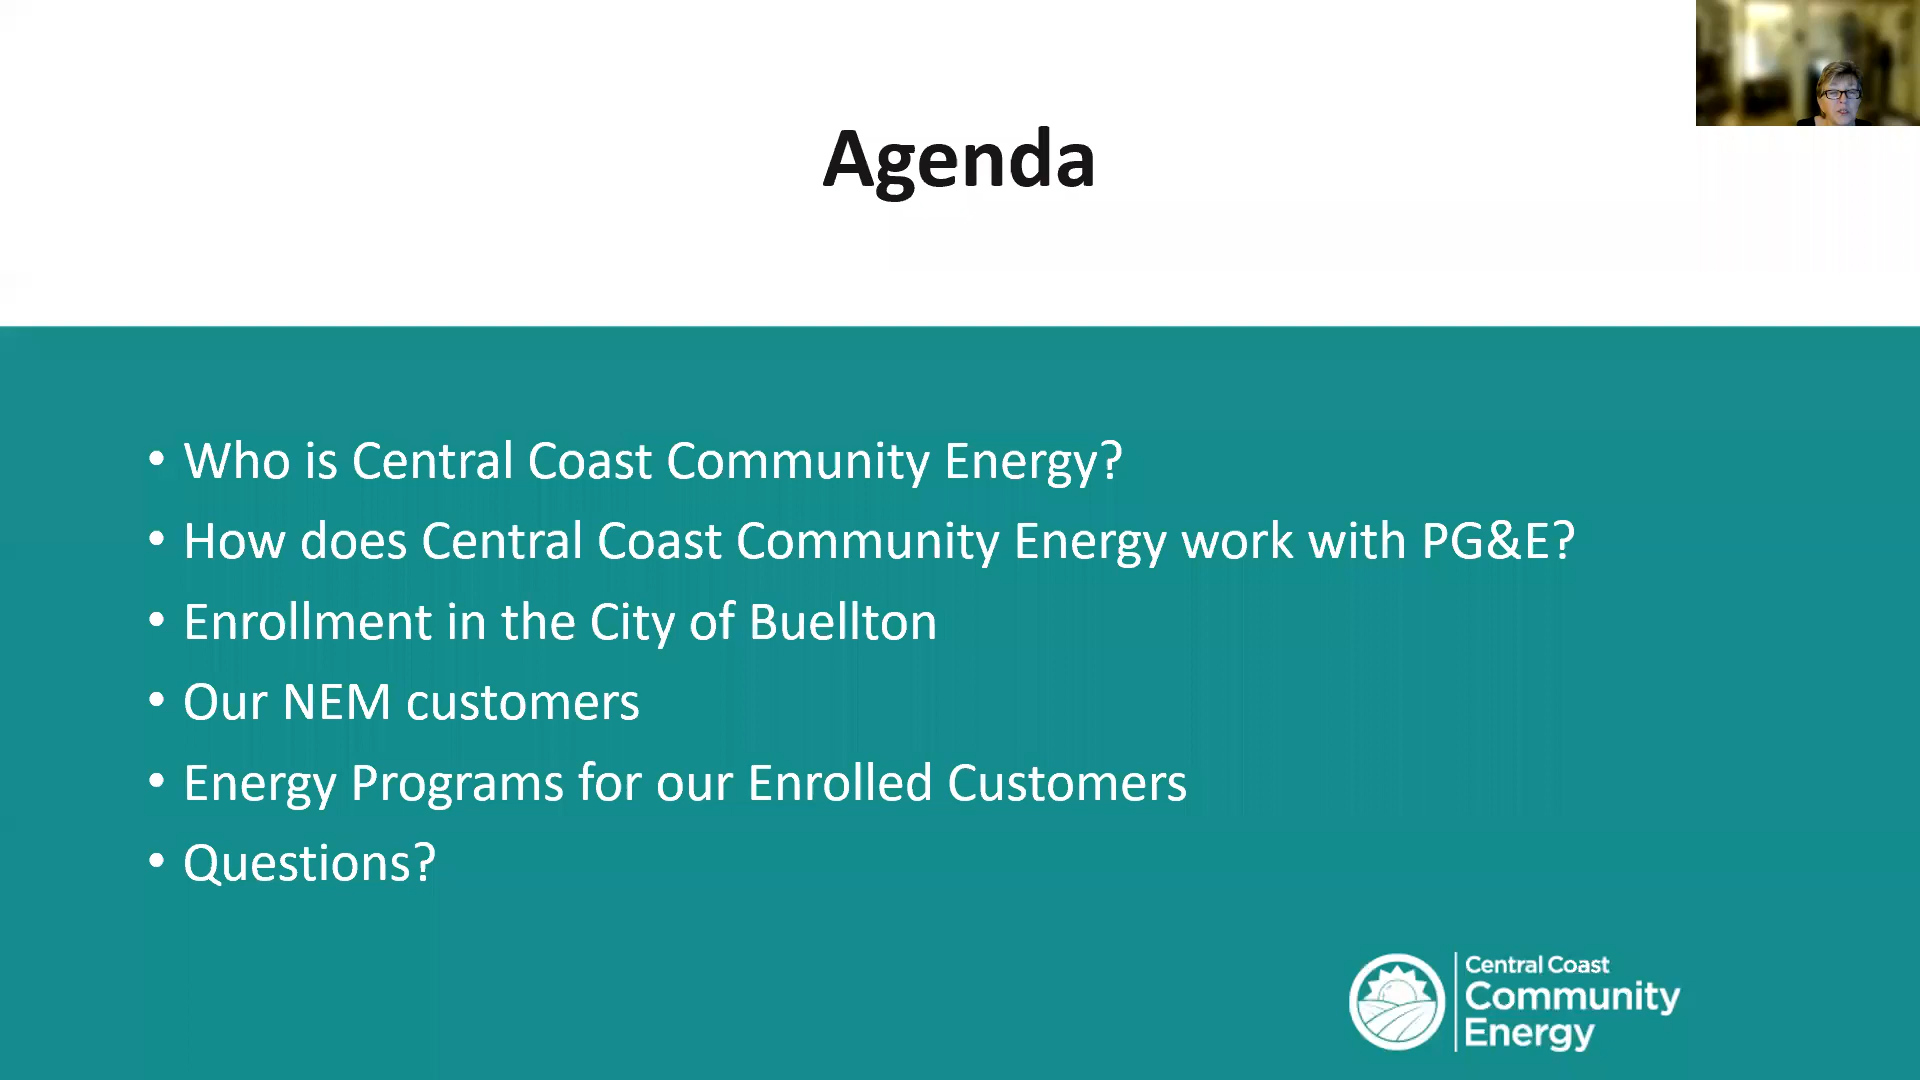 Agenda
• Who is Central Coast Community Energy?
• How does Central Coast Community Energy work with PG&E?
• Enrollment in the City of Buellton
• Our NEM customers
• Energy Programs for our Enrolled Customers
• Questions?
Central Coast
Community
Energy